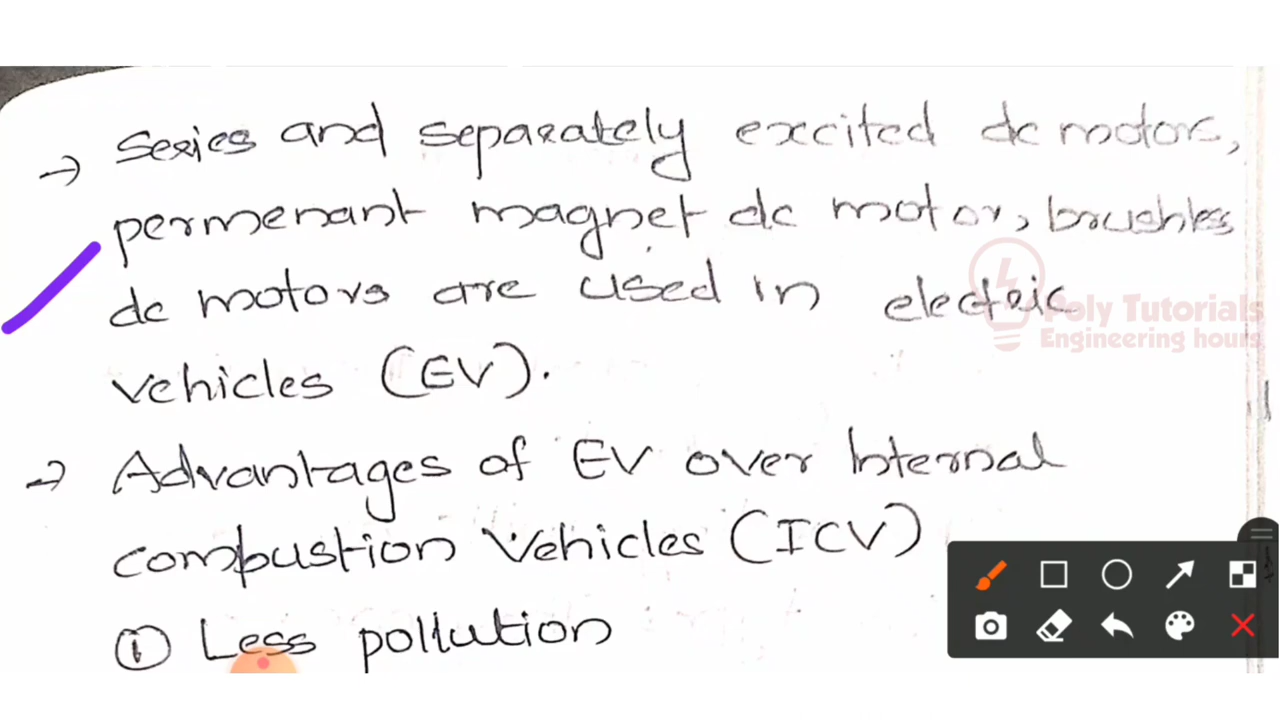 → Series and separately excited dc motors,
permenant magnet dc motor, brushless
dc motors are used in electric
Poly Tutorials
Engineering hours
vehicles (EV).
→ Advantages of EV over Internal
combustion Vehicles (ICV)
① Less pollution